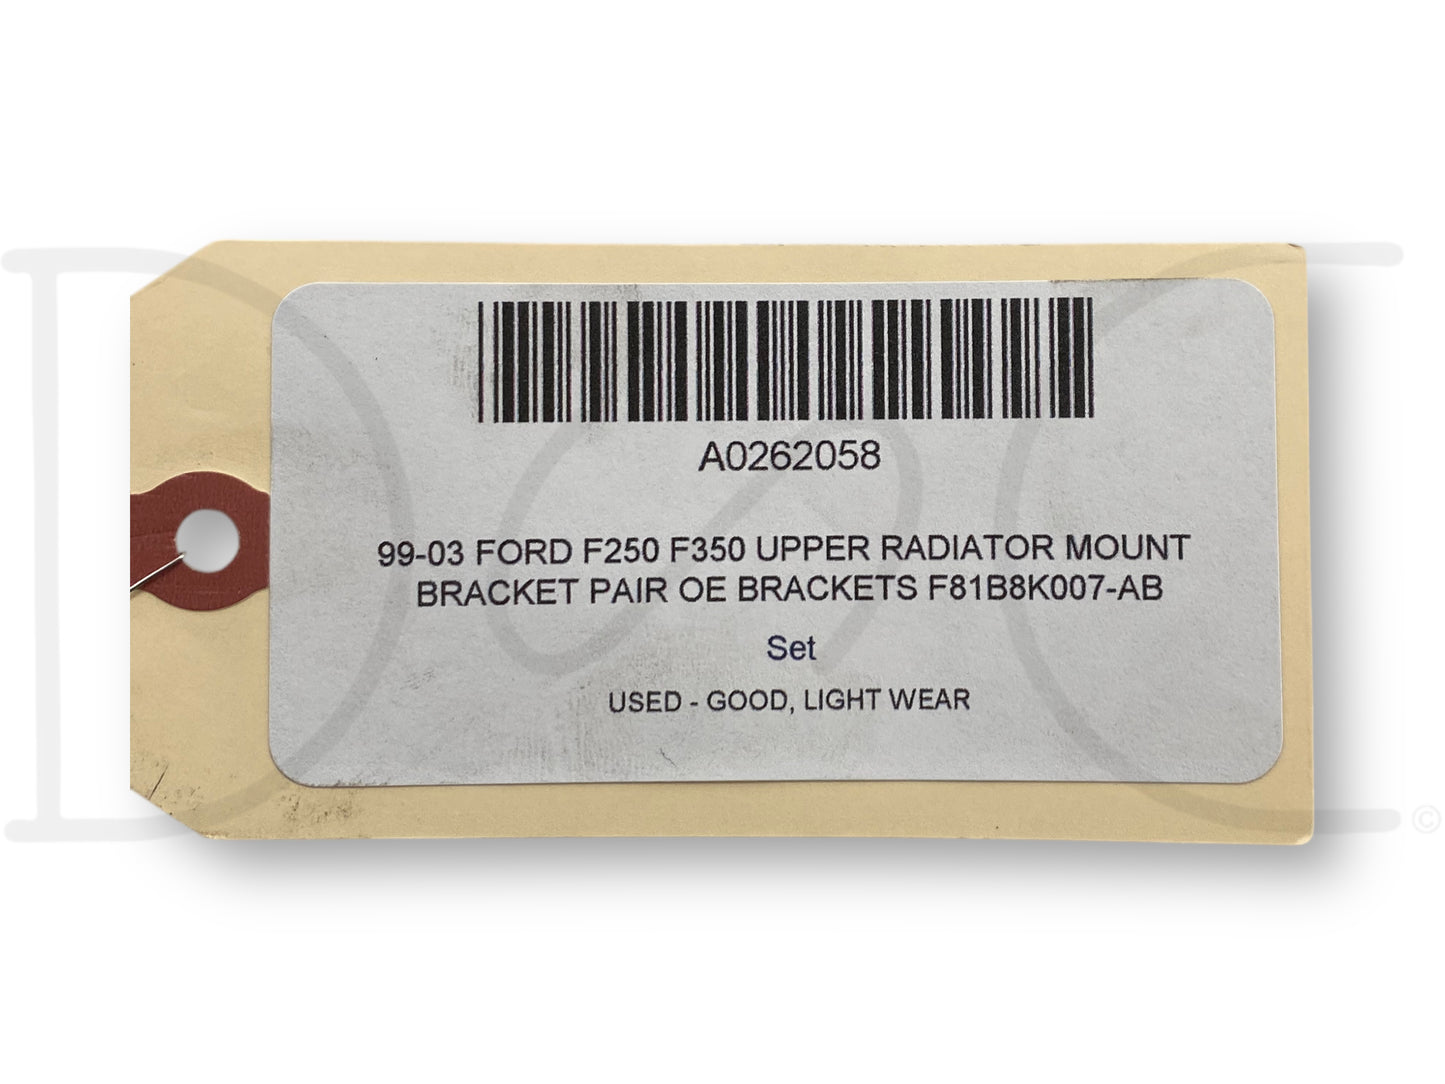 A0262058
99-03 FORD F250 F350 UPPER RADIATOR MOUNT
BRACKET PAIR OE BRACKETS F81B8K007-AB
Set
USED - GOOD, LIGHT WEAR
©